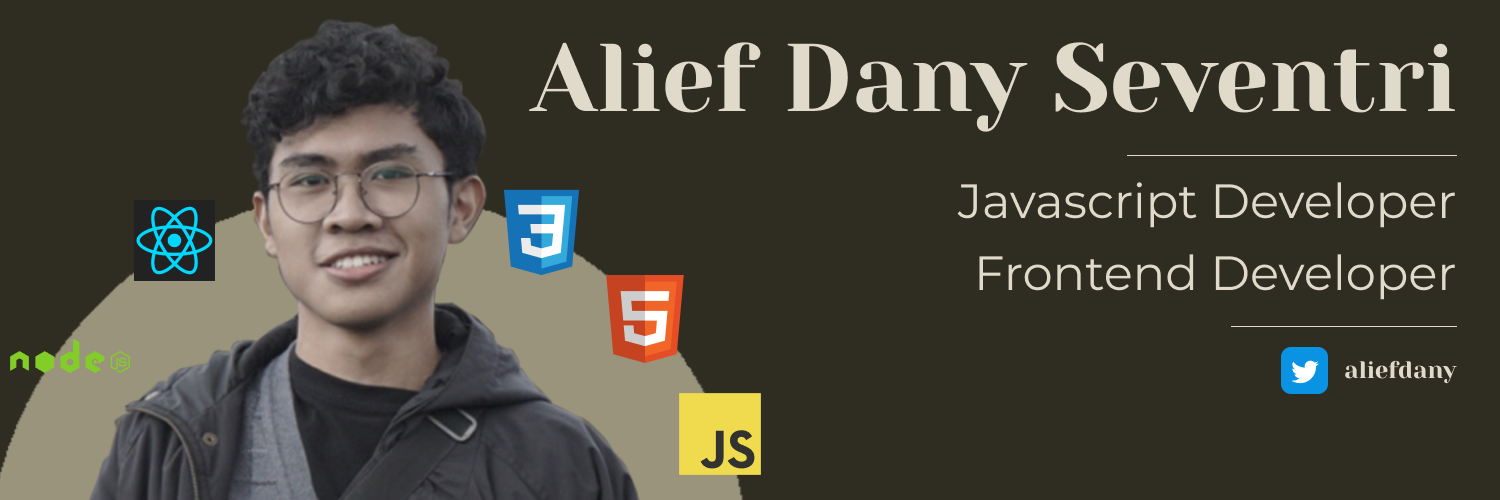 Alief Dany Seventri
Javascript Developer
Frontend Developer
aliefdany
3
5
node
JS
JS